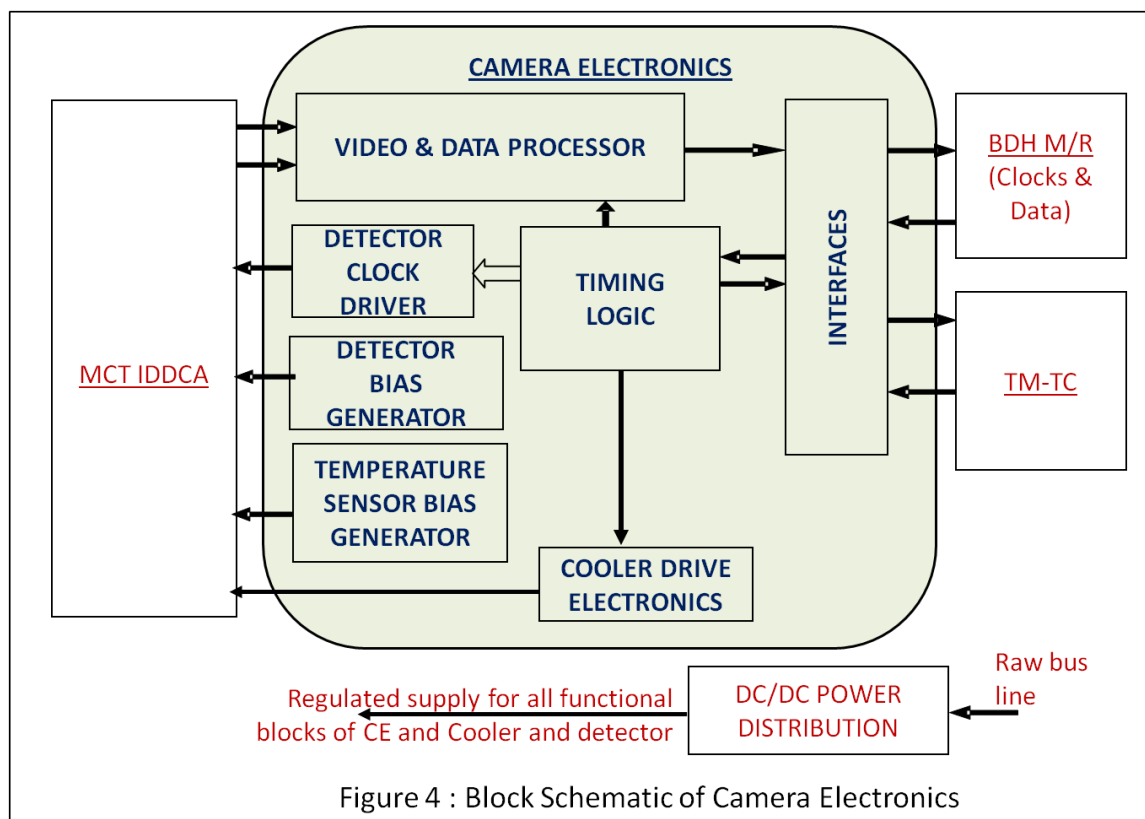 CAMERA ELECTRONICS
VIDEO & DATA PROCESSOR
DETECTOR
CLOCK
DRIVER
TIMING
LOGIC
DETECTOR
BIAS
GENERATOR
TEMPERATURE
SENSOR BIAS
GENERATOR
COOLER DRIVE
ELECTRONICS
INTERFACES
MCT IDDCA
BDH M/R
(Clocks &
Data)
TM-TC
Regulated supply for all functional
blocks of CE and Cooler and detector
DC/DC POWER
DISTRIBUTION
Raw bus
line
Figure 4 : Block Schematic of Camera Electronics